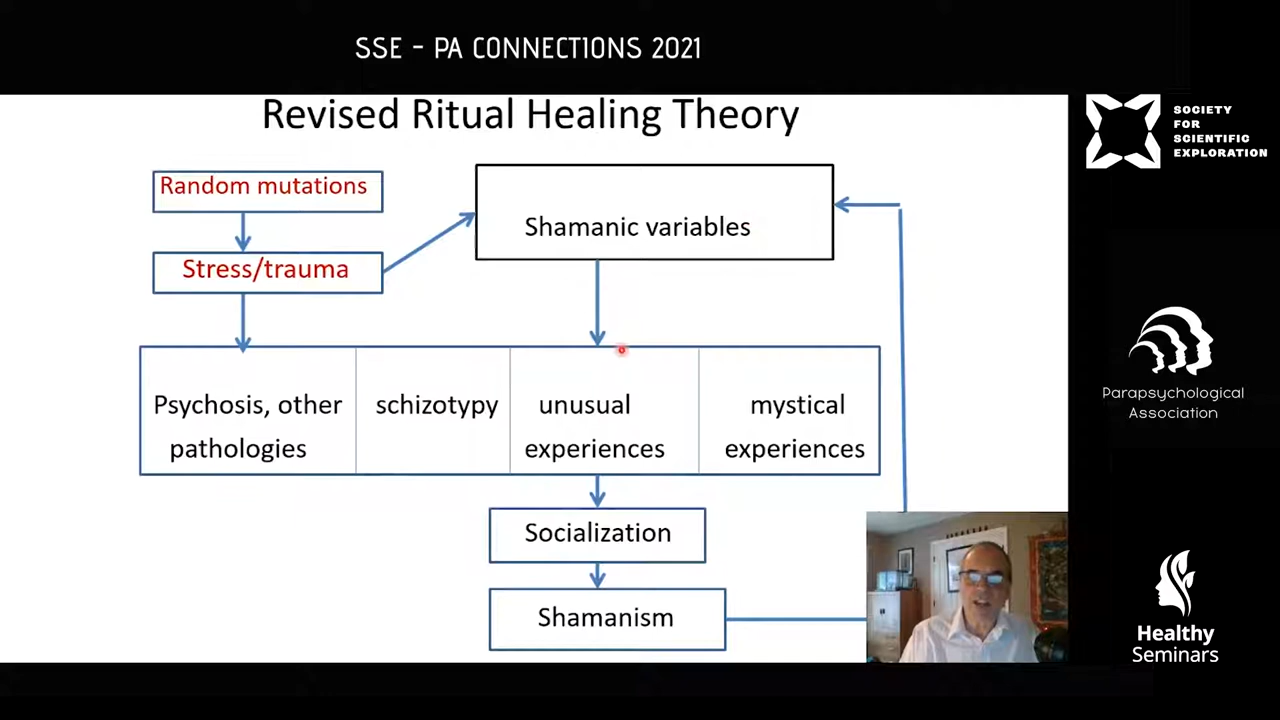 SSE - PA CONNECTIONS 2021
Revised Ritual Healing Theory
Random mutations
Stress/trauma
Shamanic variables
Psychosis, other
pathologies
schizotypy
unusual
experiences
mystical
experiences
Socialization
Shamanism
SOCIETY
FOR
SCIENTIFIC
EXPLORATION
Parapsychological
Association
Healthy
Seminars